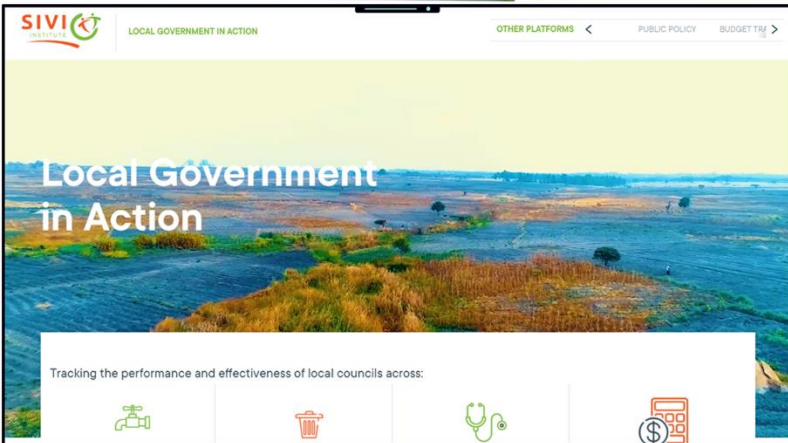 SIVI
INSTITUTE
LOCAL GOVERNMENT IN ACTION
OTHER PLATFORMS
PUBLIC POLICY
Local Government
in Action
Tracking the performance and effectiveness of local councils across: